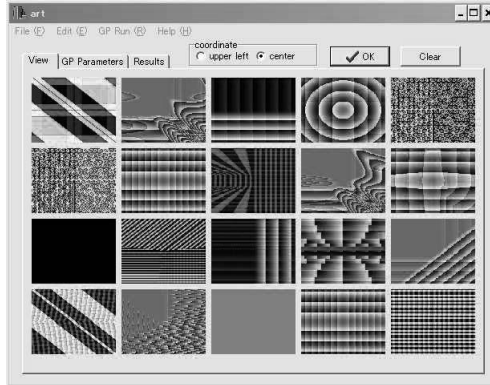 art
File (F) Edit (E) GP Run (R) Help (H)
coordinate
upper left center
OK
Clear
View GP Parameters Results